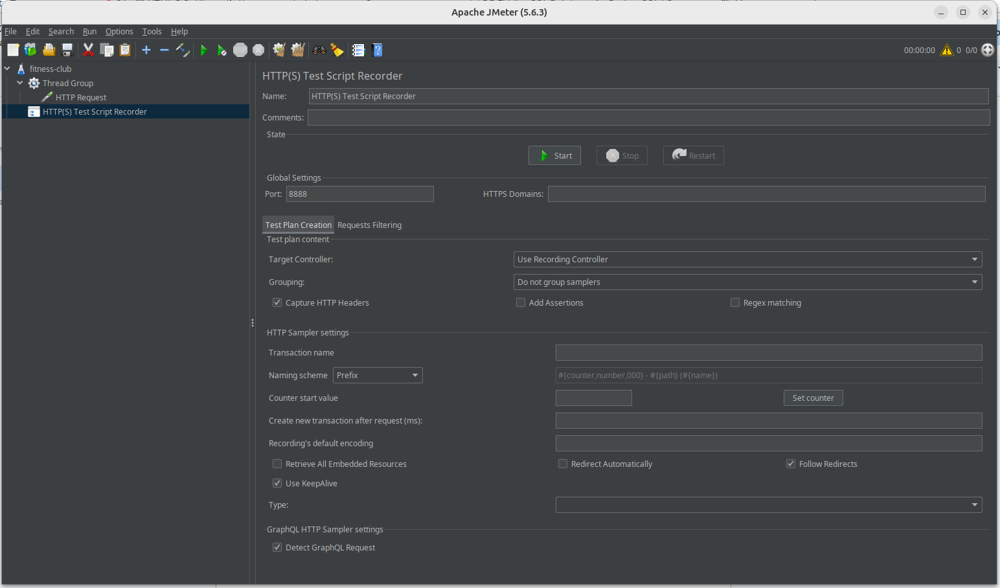 Apache JMeter (5.6.3)
File Edit Search Run Options Tools Help
STOP
00:00:00 0 0/0
fitness-club
Thread Group
HTTP Request
HTTP(S) Test Script Recorder
HTTP(S) Test Script Recorder
Name: HTTP(S) Test Script Recorder
Comments:
State
Start Stop Restart
Global Settings
Port: 8888 HTTPS Domains:
Test Plan Creation Requests Filtering
Test plan content
Target Controller: Use Recording Controller
Grouping: Do not group samplers
Capture HTTP Headers Add Assertions Regex matching
HTTP Sampler settings
Transaction name
Naming scheme Prefix #{counter,number,000} - #{path} (#{name})
Counter start value Set counter
Create new transaction after request (ms):
Recording's default encoding
Retrieve All Embedded Resources Redirect Automatically Follow Redirects
Use KeepAlive
Type:
GraphQL HTTP Sampler settings
Detect GraphQL Request